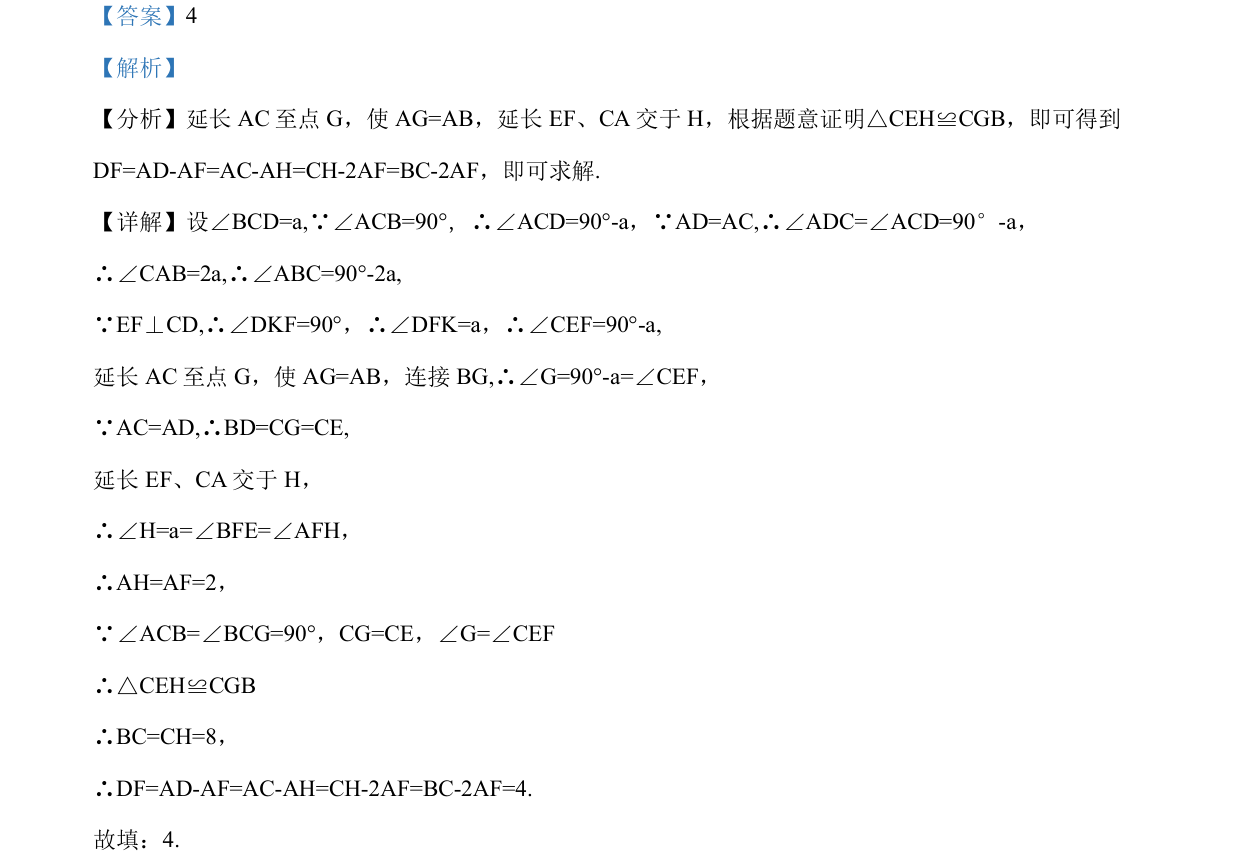 【答案】4
【解析】
【分析】延长 AC 至点 G，使 AG=AB，延长 EF、CA 交于 H，根据题意证明△CEH≌CGB，即可得到
DF=AD-AF=AC-AH=CH-2AF=BC-2AF，即可求解.
【详解】设∠BCD=a,∵∠ACB=90°，∴∠ACD=90°-a，∵AD=AC,∴∠ADC=∠ACD=90°-a，
∴∠CAB=2a,∴∠ABC=90°-2a,
∵EF⊥CD,∴∠DKF=90°，∴∠DFK=a，∴∠CEF=90°-a,
延长 AC 至点 G，使 AG=AB，连接 BG,∴∠G=90°-a=∠CEF，
∵AC=AD,∴BD=CG=CE,
延长 EF、CA 交于 H，
∴∠H=a=∠BFE=∠AFH，
∴AH=AF=2，
∵∠ACB=∠BCG=90°，CG=CE，∠G=∠CEF
∴△CEH≌CGB
∴BC=CH=8，
∴DF=AD-AF=AC-AH=CH-2AF=BC-2AF=4.
故填：4.